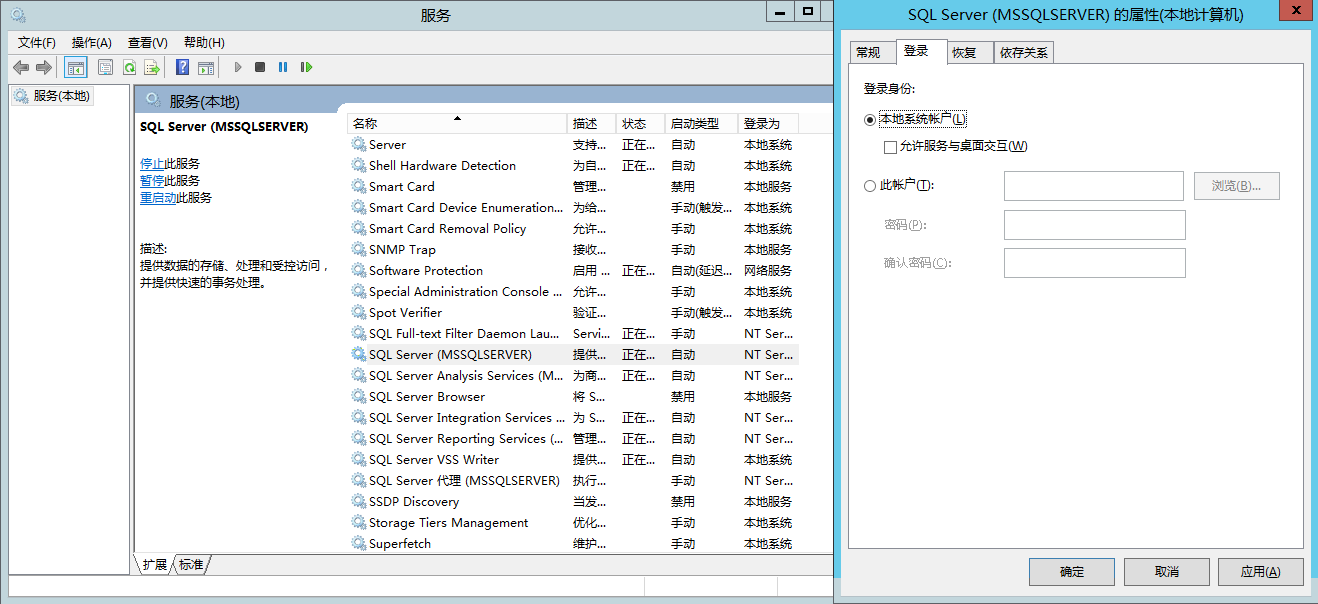 服务
文件(F) 操作(A) 查看(V) 帮助(H)
服务(本地)
服务(本地)
SQL Server (MSSQLSERVER)
停止此服务
暂停此服务
重启动此服务
描述:
提供数据的存储、处理和受控访问，
并提供快速的事务处理。
名称 描述 状态 启动类型 登录为
Server 支持... 正在... 自动 本地系统
Shell Hardware Detection 为自... 正在... 自动 本地系统
Smart Card 管理... 禁用 本地服务
Smart Card Device Enumeration... 为给... 手动(触发... 本地系统
Smart Card Removal Policy 允许... 手动 本地系统
SNMP Trap 接收... 手动 本地服务
Software Protection 启用 ... 正在... 自动(延迟... 网络服务
Special Administration Console ... 允许... 手动 本地系统
Spot Verifier 验证... 手动(触发... 本地系统
SQL Full-text Filter Daemon Lau... Servi... 正在... 手动 NT Ser...
SQL Server (MSSQLSERVER) 提供... 正在... 自动 NT Ser...
SQL Server Analysis Services (M... 为商... 正在... 自动 NT Ser...
SQL Server Browser 将 S... 禁用 本地服务
SQL Server Integration Services ... 为 S... 正在... 自动 NT Ser...
SQL Server Reporting Services (... 管理... 正在... 自动 NT Ser...
SQL Server VSS Writer 提供... 正在... 自动 本地系统
SQL Server 代理 (MSSQLSERVER) 执行... 手动 NT Ser...
SSDP Discovery 当发... 禁用 本地服务
Storage Tiers Management 优化... 手动 本地系统
Superfetch 维护... 手动 本地系统
扩展 标准
SQL Server (MSSQLSERVER) 的属性(本地计算机)
x
常规 登录 恢复 依存关系
登录身份:
本地系统帐户(L)
允许服务与桌面交互(W)
此帐户(T): 浏览(B)...
密码(P):
确认密码(C):
确定 取消 应用(A)